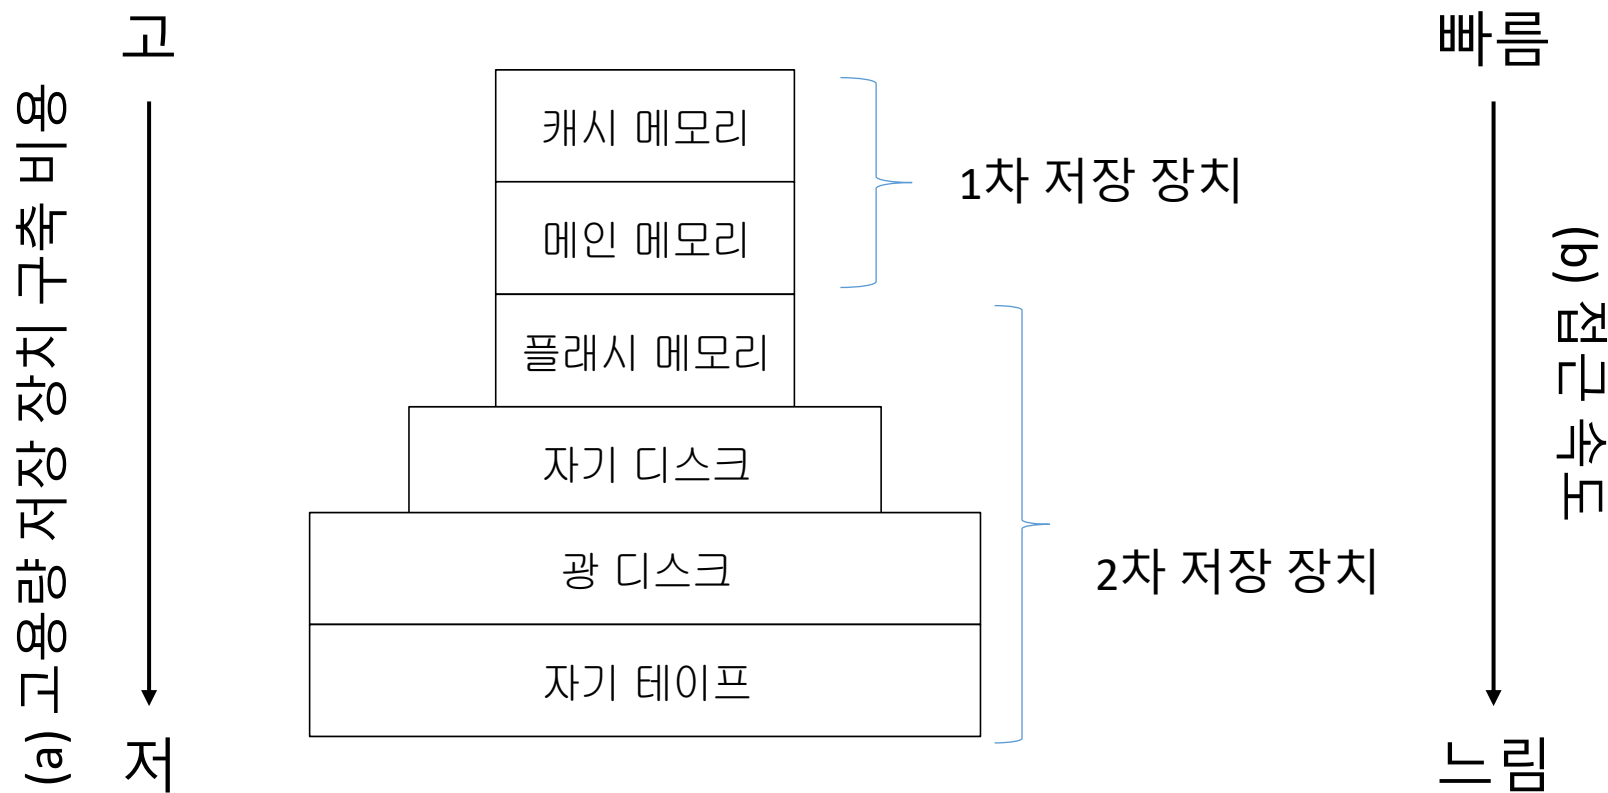 고
빠름
(a) 고용량 저장 장치 구축 비용
캐시 메모리
1차 저장 장치
메인 메모리
(b) 접근 속도
플래시 메모리
자기 디스크
광 디스크
2차 저장 장치
자기 테이프
저
느림